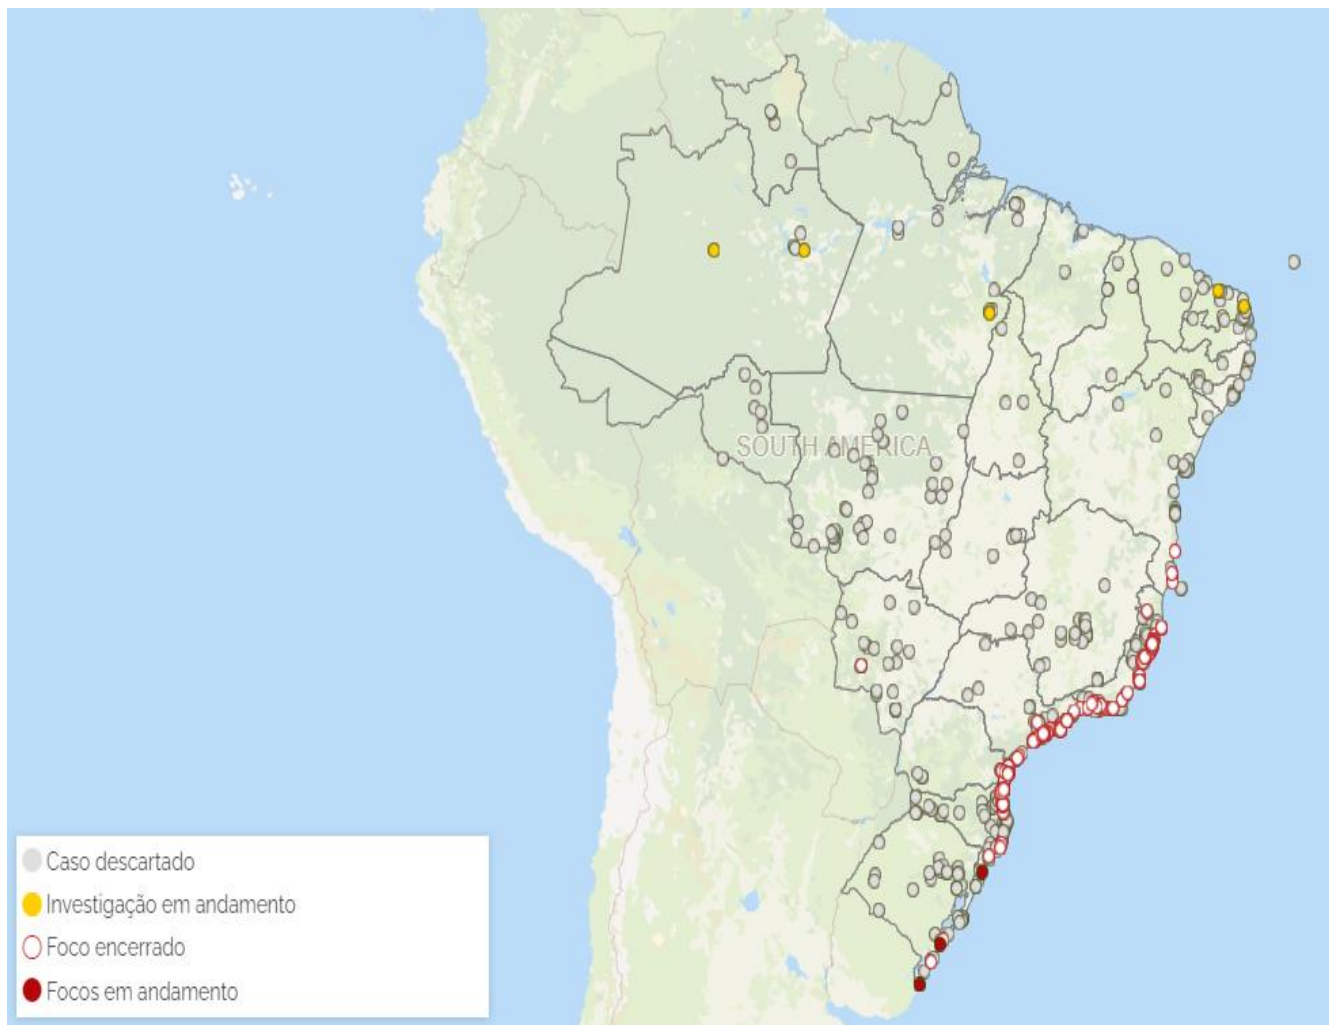 SOUTH AMERICA
Caso descartado
Investigação em andamento
Foco encerrado
Focos em andamento